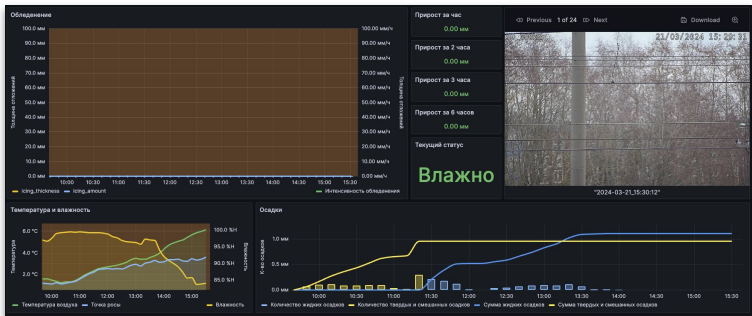 Обледенение
100.0 мм 100.00 мм/ч
90.0 мм 90.00 мм/ч
80.0 мм 80.00 мм/ч
70.0 мм 70.00 мм/ч
60.0 мм 60.00 мм/ч
50.0 мм 50.00 мм/ч
40.0 мм 40.00 мм/ч
30.0 мм 30.00 мм/ч
20.0 мм 20.00 мм/ч
10.0 мм 10.00 мм/ч
0.0 мм 0.00 мм/ч
Толщина отложений
Толщина отложений
10:00 10:30 11:00 11:30 12:00 12:30 13:00 13:30 14:00 14:30 15:00 15:30
icing_thickness icing_amount Интенсивность обледенения
Прирост за час
0.00 мм
Прирост за 2 часа
0.00 мм
Прирост за 3 часа
0.00 мм
Прирост за 6 часов
0.00 мм
Текущий статус
Влажно
Previous 1 of 24 Next Download
21/03/2024 15:29:31
"2024-03-21_15:30:12"
Температура и влажность
6.0 °C 100.0 %H
4.0 °C 95.0 %H
2.0 °C 90.0 %H
85.0 %H
Температура
Влажность
10:00 11:00 12:00 13:00 14:00 15:00
Температура воздуха Точка росы Влажность
Осадки
К-во осадков
1.0 мм
0.5 мм
0.0 мм
10:00 10:30 11:00 11:30 12:00 12:30 13:00 13:30 14:00 14:30 15:00 15:30
Количество жидких осадков Количество твердых и смешанных осадков Сумма жидких осадков Сумма твердых и смешанных осадков